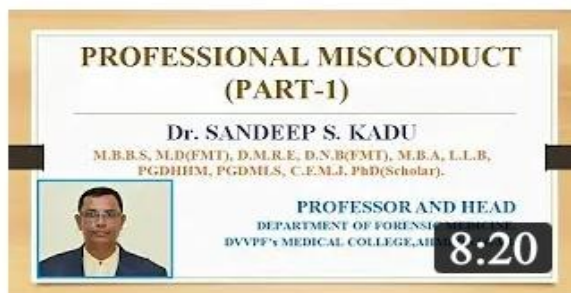 PROFESSIONAL MISCONDUCT
(PART-1)
Dr. SANDEEP S. KADU
M.B.B.S, M.D(FMT), D.M.R.E, D.N.B(FMT), M.B.A, L.L.B,
PGDHHM, PGDMLS, C.F.M.J. PhD(Scholar).
PROFESSOR AND HEAD
DEPARTMENT OF FORENSIC MEDICINE
DVVPF's MEDICAL COLLEGE,
8:20